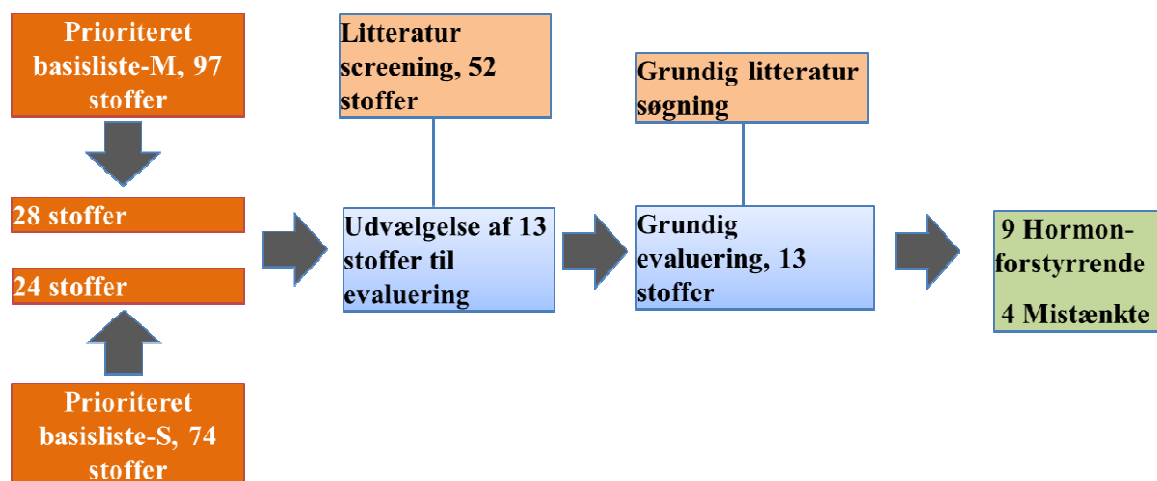 Prioriteret
basisliste-M, 97
stoffer
28 stoffer
24 stoffer
Prioriteret
basisliste-S, 74
stoffer
Litteratur
screening, 52
stoffer
Udvælgelse af 13
stoffer til
evaluering
Grundig litteratur
søgning
Grundig
evaluering, 13
stoffer
9 Hormon-
forstyrrende
4 Mistænkte